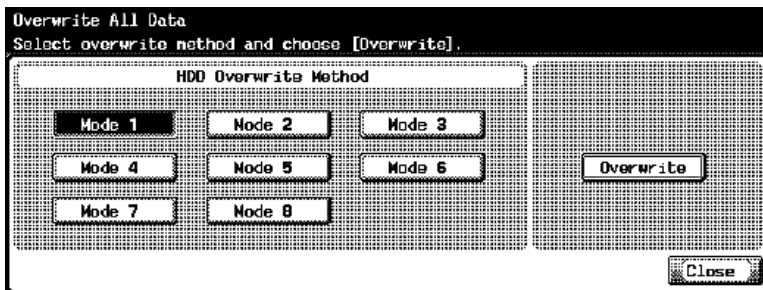 Overwrite All Data
Select overwrite method and choose [Overwrite].
HDD Overwrite Method
Mode 1 Mode 2 Mode 3
Mode 4 Mode 5 Mode 6 Overwrite
Mode 7 Mode 8
Close